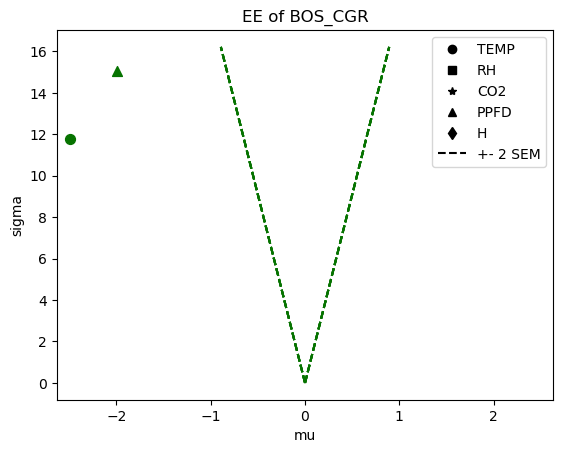 EE of BOS_CGR
16
14
12
10
8
6
4
2
0
sigma
−2
−1
0
1
2
mu
TEMP
RH
CO2
PPFD
H
+- 2 SEM